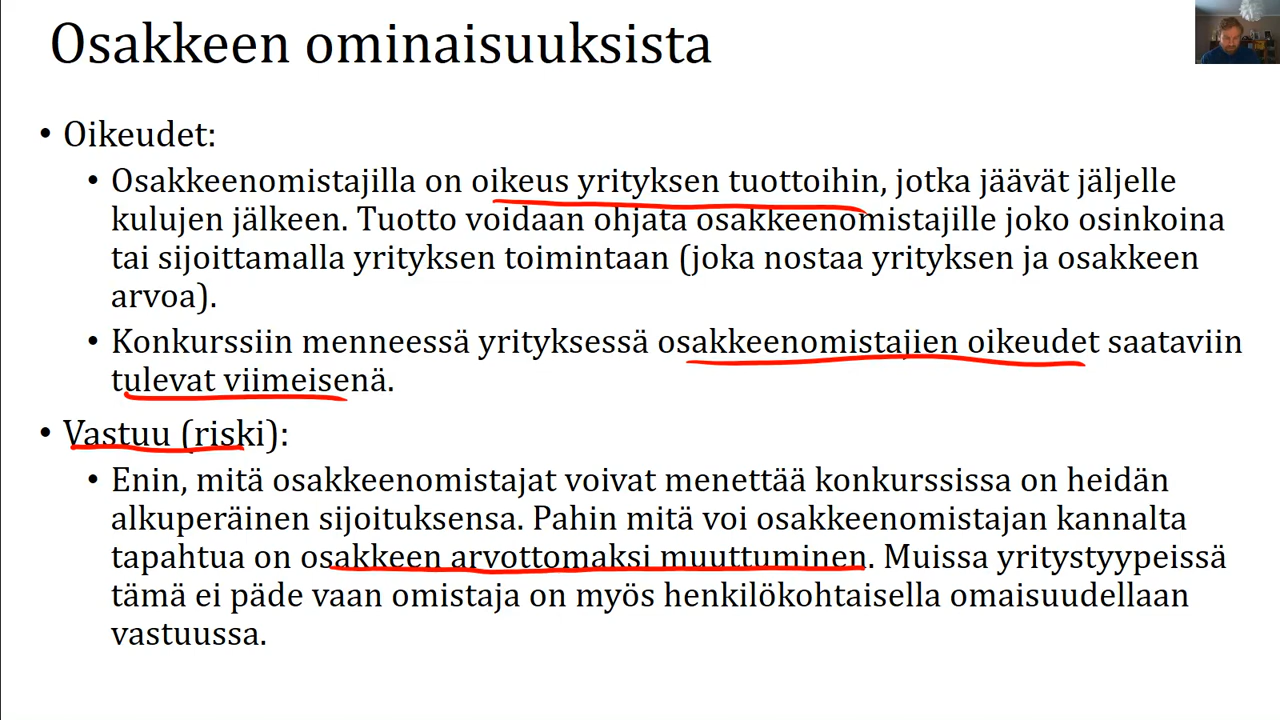 Osakkeen ominaisuuksista
• Oikeudet:
• Osakkeenomistajilla on oikeus yrityksen tuottoihin, jotka jäävät jäljelle
kulujen jälkeen. Tuotto voidaan ohjata osakkeenomistajille joko osinkoina
tai sijoittamalla yrityksen toimintaan (joka nostaa yrityksen ja osakkeen
arvoa).
• Konkurssiin menneessä yrityksessä osakkeenomistajien oikeudet saataviin
tulevat viimeisenä.
• Vastuu (riski):
• Enin, mitä osakkeenomistajat voivat menettää konkurssissa on heidän
alkuperäinen sijoituksensa. Pahin mitä voi osakkeenomistajan kannalta
tapahtua on osakkeen arvottomaksi muuttuminen. Muissa yritystyypeissä
tämä ei päde vaan omistaja on myös henkilökohtaisella omaisuudellaan
vastuussa.